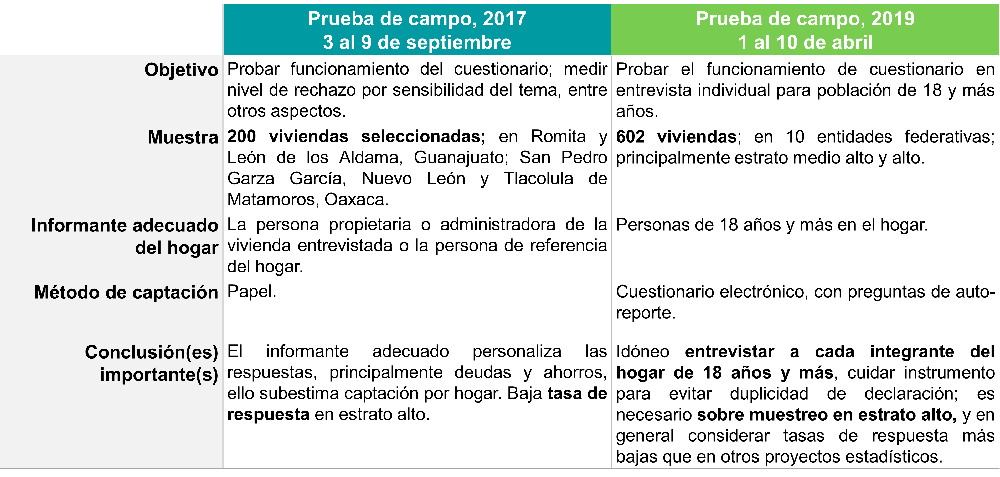 Prueba de campo, 2017
3 al 9 de septiembre
Prueba de campo, 2019
1 al 10 de abril
Objetivo
Probar funcionamiento del cuestionario; medir
nivel de rechazo por sensibilidad del tema, entre
otros aspectos.
Probar el funcionamiento de cuestionario en
entrevista individual para población de 18 y más
años.
Muestra
200 viviendas seleccionadas; en Romita y
León de los Aldama, Guanajuato; San Pedro
Garza García, Nuevo León y Tlacolula de
Matamoros, Oaxaca.
602 viviendas; en 10 entidades federativas;
principalmente estrato medio alto y alto.
Informante adecuado
del hogar
La persona propietaria o administradora de la
vivienda entrevistada o la persona de referencia
del hogar.
Personas de 18 años y más en el hogar.
Método de captación
Papel.
Cuestionario electrónico, con preguntas de auto-
reporte.
Conclusión(es)
importante(s)
El informante adecuado personaliza las
respuestas, principalmente deudas y ahorros,
ello subestima captación por hogar. Baja tasa de
respuesta en estrato alto.
Idóneo entrevistar a cada integrante del
hogar de 18 años y más, cuidar instrumento
para evitar duplicidad de declaración; es
necesario sobre muestreo en estrato alto, y en
general considerar tasas de respuesta más
bajas que en otros proyectos estadísticos.